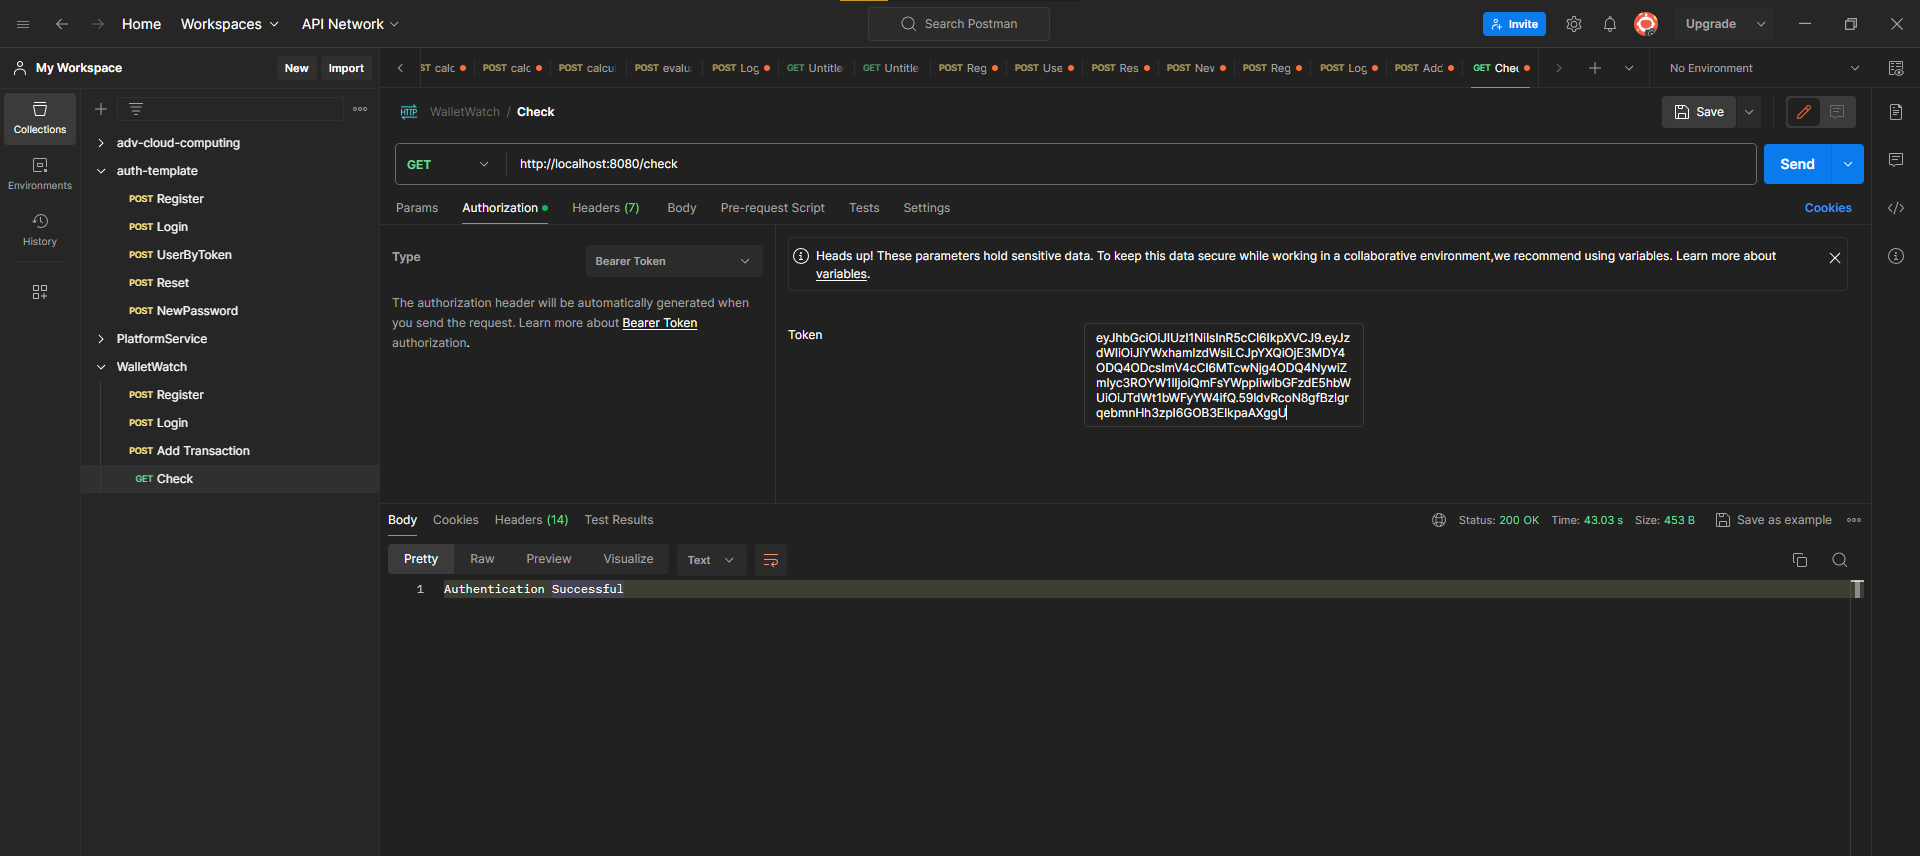 Home Workspaces API Network Search Postman Invite Upgrade
My Workspace New Import
ST calc POST calc POST calcu POST evalu POST Log GET Untitle GET Untitle POST Reg POST Use POST Res POST Nev POST Reg POST Log POST Add GET Chec No Environment
Collections
Environments
History
adv-cloud-computing
auth-template
POST Register
POST Login
POST UserByToken
POST Reset
POST NewPassword
PlatformService
WalletWatch
POST Register
POST Login
POST Add Transaction
GET Check
HTTP WalletWatch / Check Save
GET http://localhost:8080/check Send
Params Authorization Headers (7) Body Pre-request Script Tests Settings Cookies
Type Bearer Token
The authorization header will be automatically generated when
you send the request. Learn more about Bearer Token
authorization.
Heads up! These parameters hold sensitive data. To keep this data secure while working in a collaborative environment,we recommend using variables. Learn more about
variables.
Token
Body Cookies Headers (14) Test Results Status: 200 OK Time: 43.03 s Size: 453 B Save as example
Pretty Raw Preview Visualize Text
1 Authentication Successful